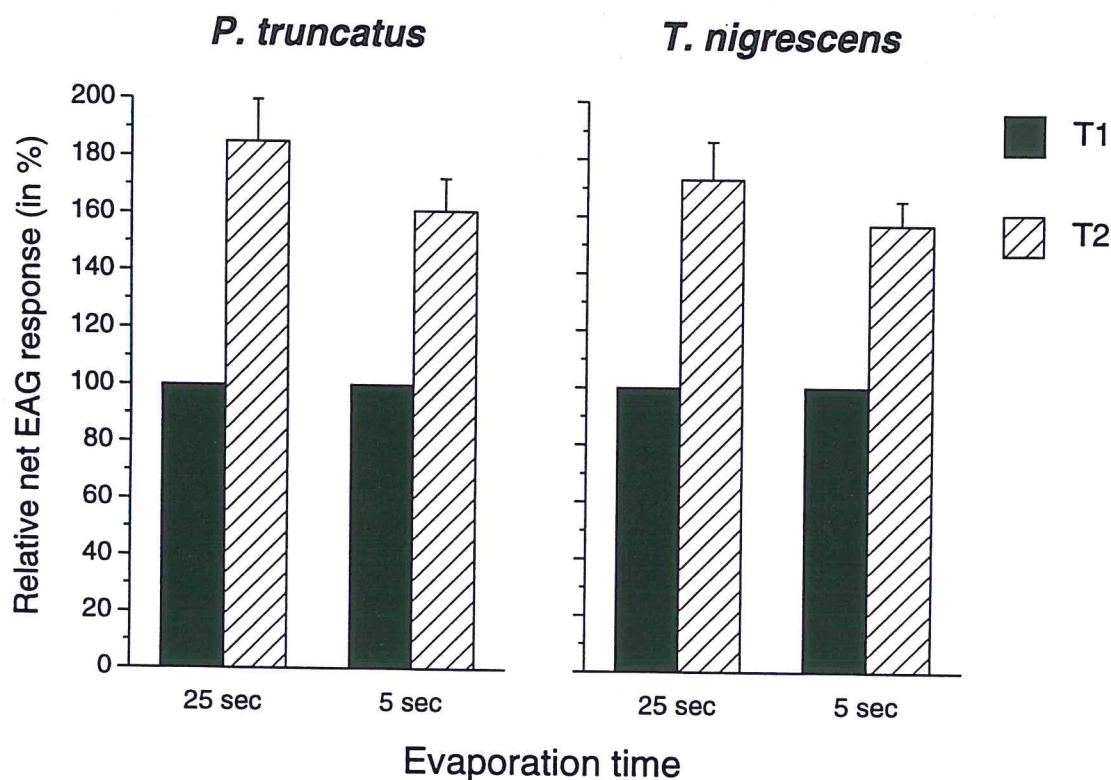 P. truncatus
T. nigrescens
T1
T2
Relative net EAG response (in %)
200
180
160
140
120
100
80
60
40
20
0
25 sec
5 sec
25 sec
5 sec
Evaporation time